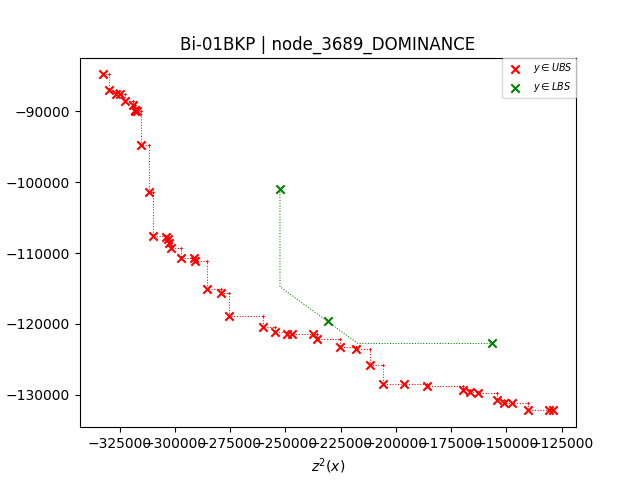 Bi-01BKP | node_3689_DOMINANCE
y ∈ UBS
y ∈ LBS
−90000
−100000
−110000
−120000
−130000
−325000 −300000 −275000 −250000 −225000 −200000 −175000 −150000 −125000
z²(x)